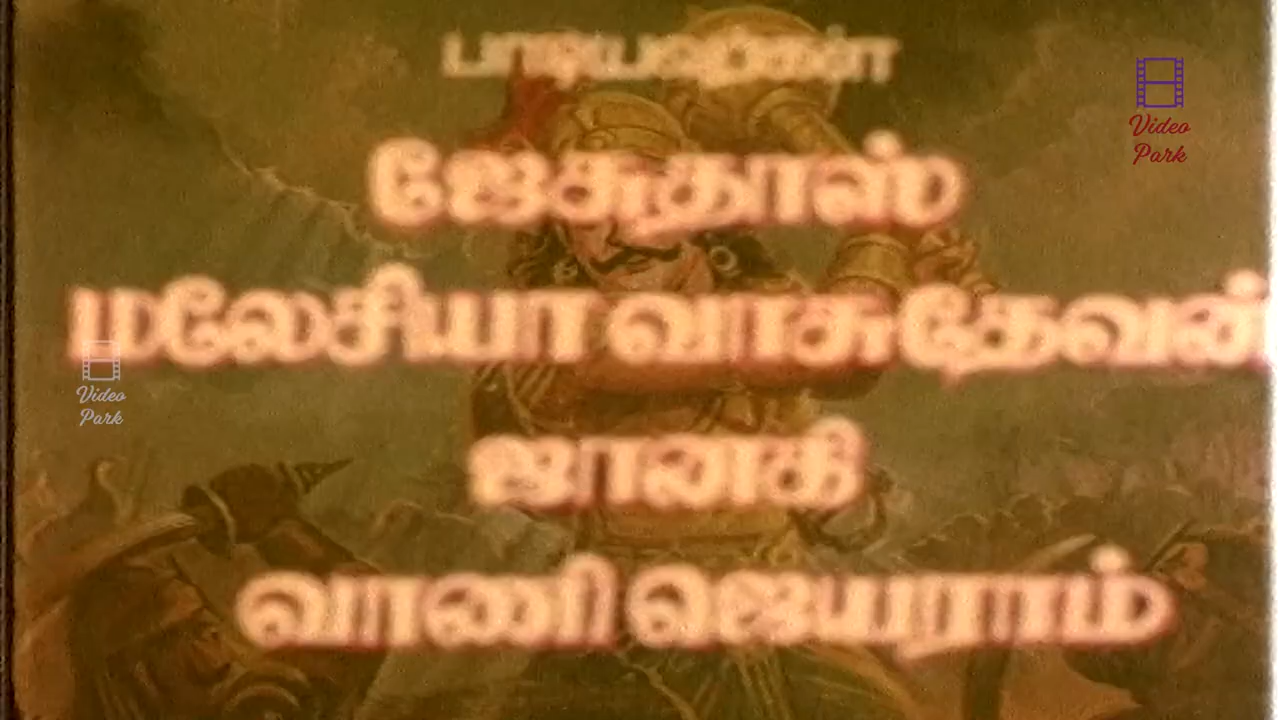 பாடியவர்கள்
ஜேசுதாஸ்
மலேசியா வாசுதேவன்
ஜானகி
வாணி ஜெயராம்
Video
Park
Video
Park